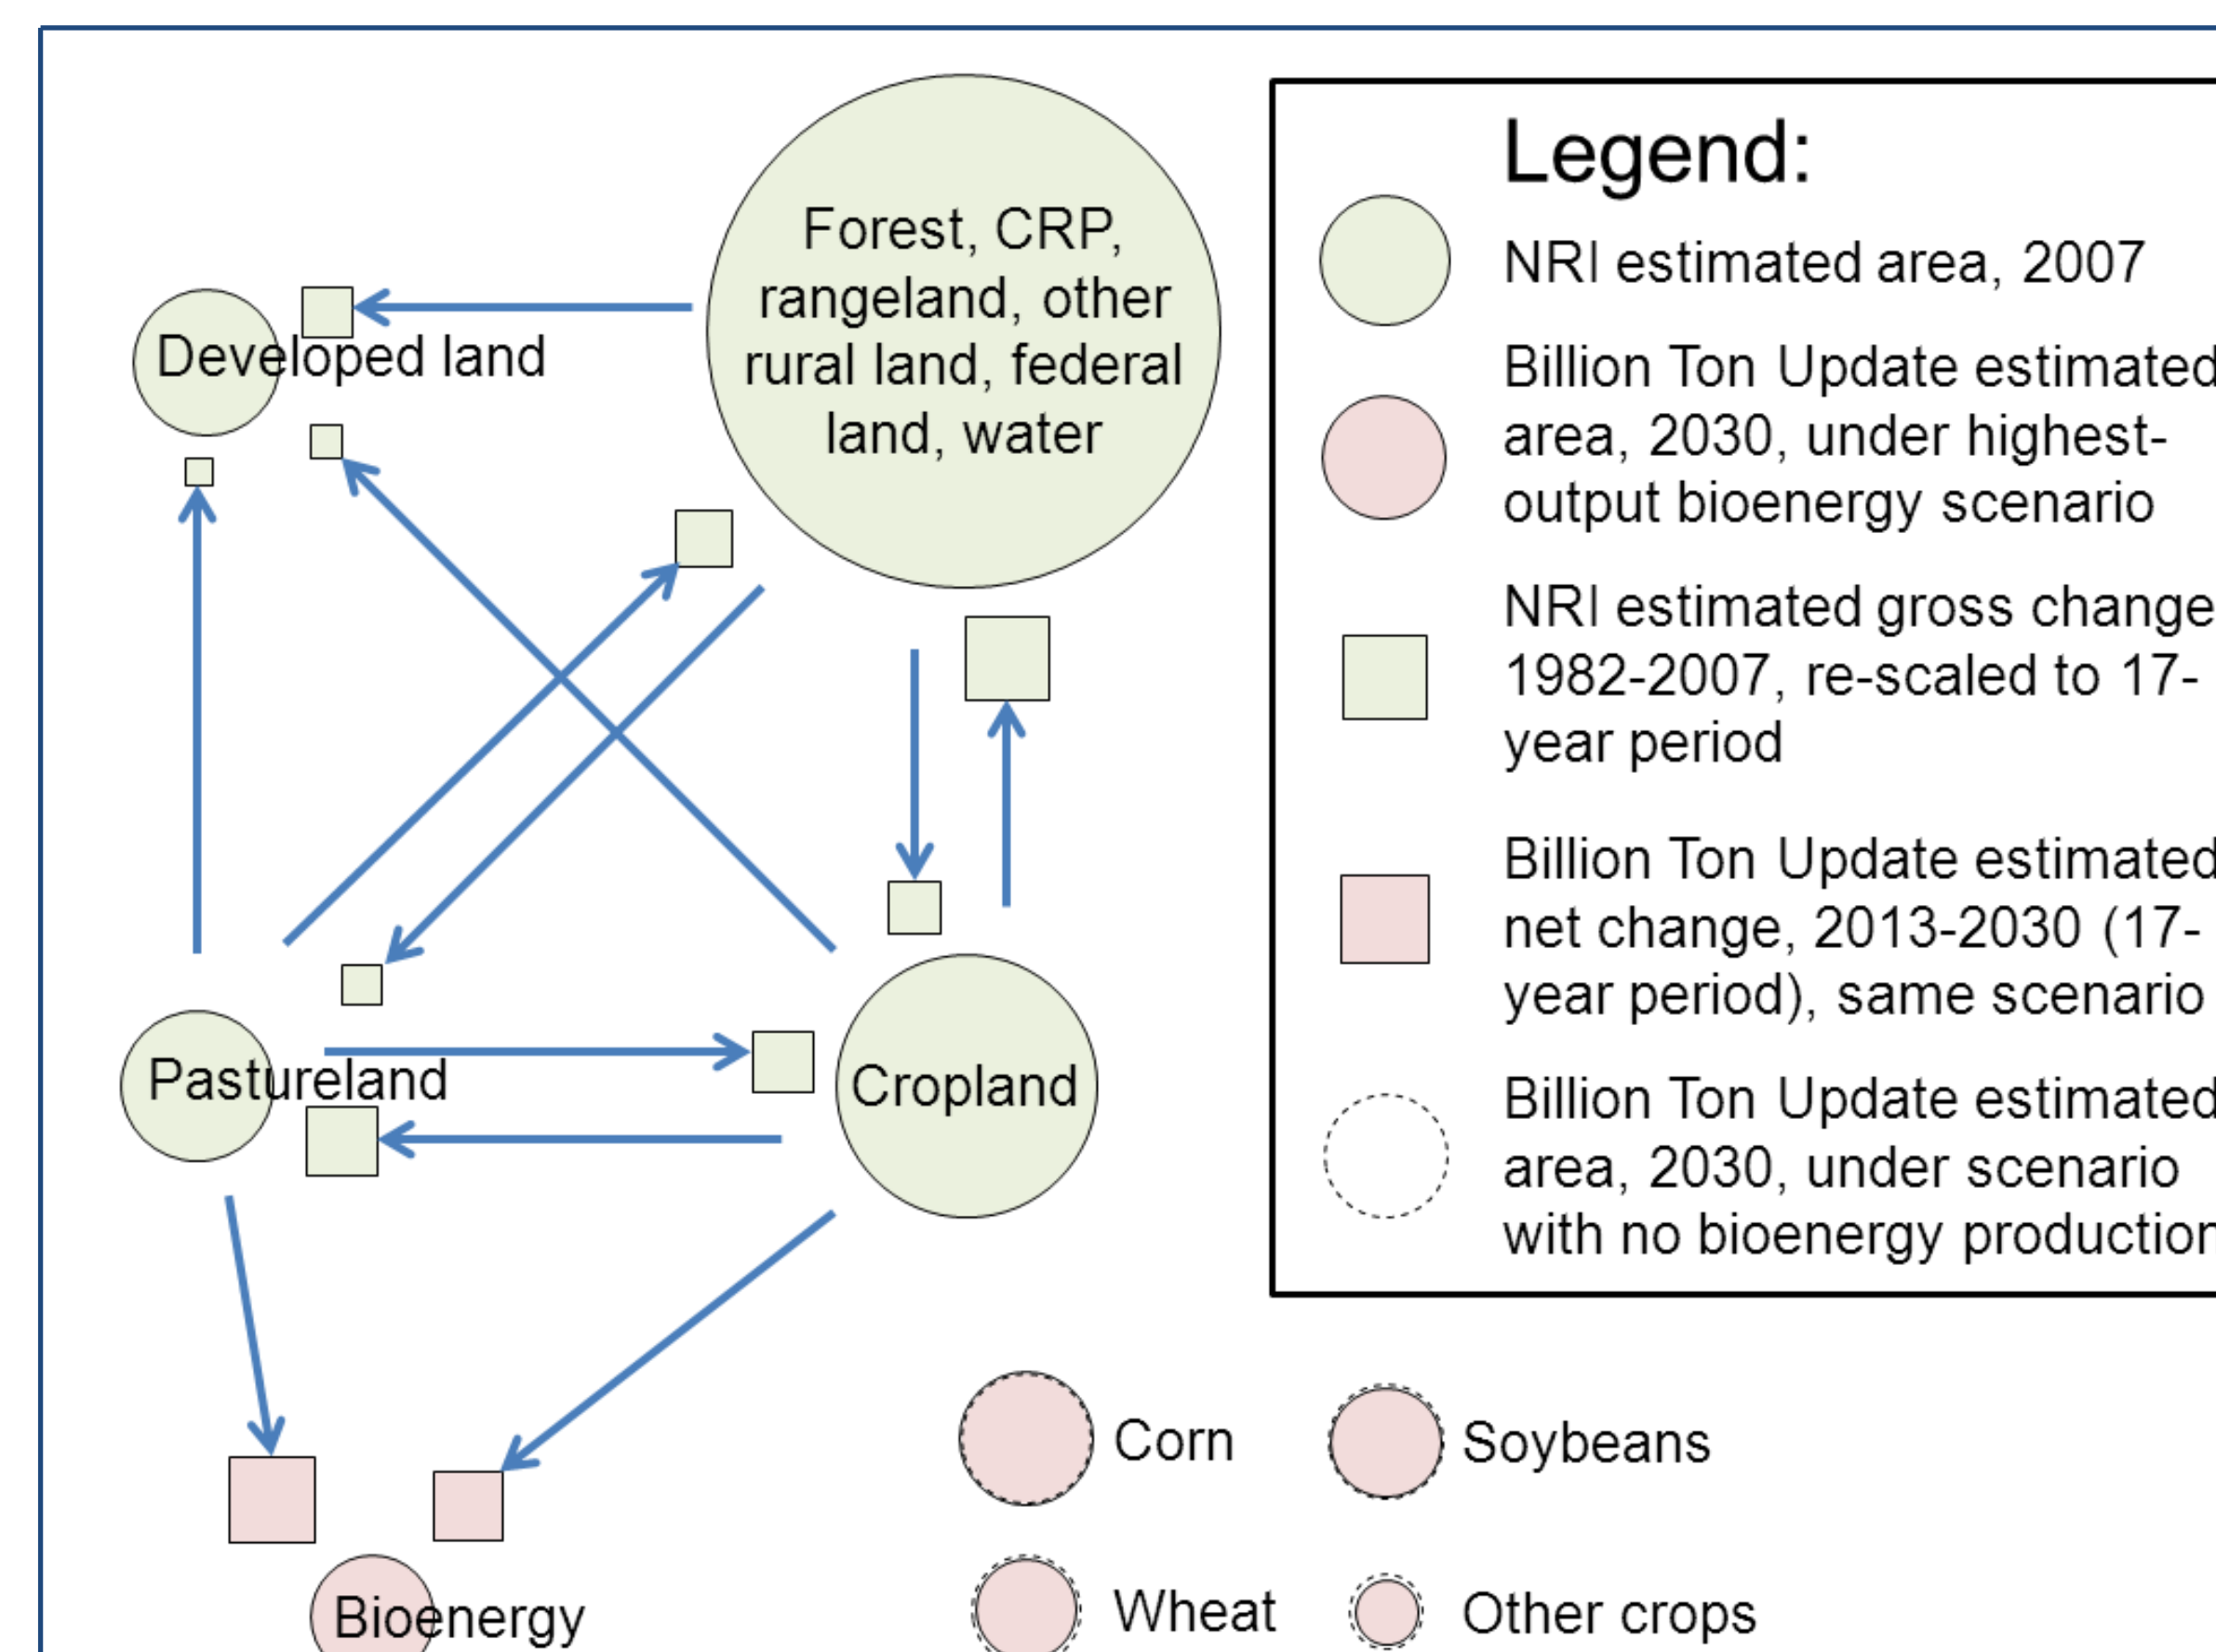 Forest, CRP,
rangeland, other
rural land, federal
land, water
Developed land
Pastureland
Cropland
Bioenergy
Legend:
NRI estimated area, 2007
Billion Ton Update estimated
area, 2030, under highest-
output bioenergy scenario
NRI estimated gross change
1982-2007, re-scaled to 17-
year period
Billion Ton Update estimated
net change, 2013-2030 (17-
year period), same scenario
Billion Ton Update estimated
area, 2030, under scenario
with no bioenergy production
Corn
Soybeans
Wheat
Other crops